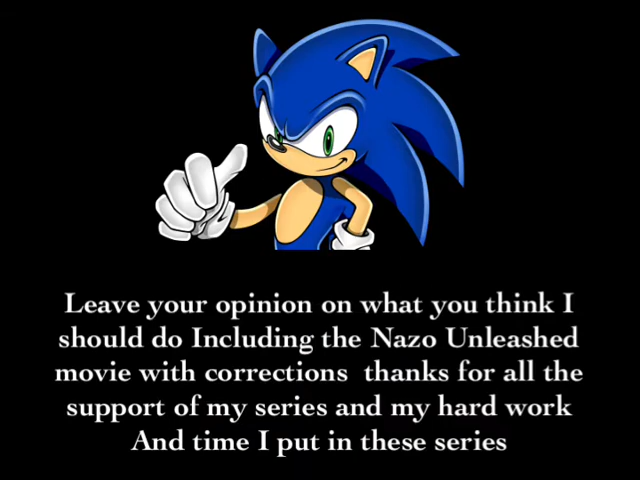 Leave your opinion on what you think I
should do Including the Nazo Unleashed
movie with corrections  thanks for all the
support of my series and my hard work
And time I put in these series